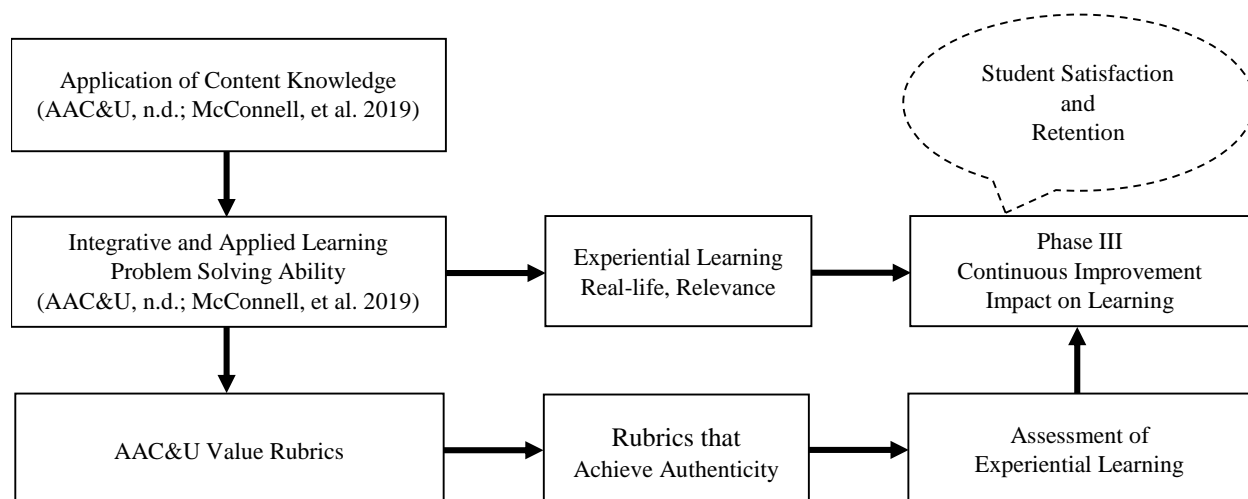 Application of Content Knowledge
(AAC&U, n.d.; McConnell, et al. 2019)
Student Satisfaction
and
Retention
Integrative and Applied Learning
Problem Solving Ability
(AAC&U, n.d.; McConnell, et al. 2019)
Experiential Learning
Real-life, Relevance
Phase III
Continuous Improvement
Impact on Learning
AAC&U Value Rubrics
Rubrics that
Achieve Authenticity
Assessment of
Experiential Learning